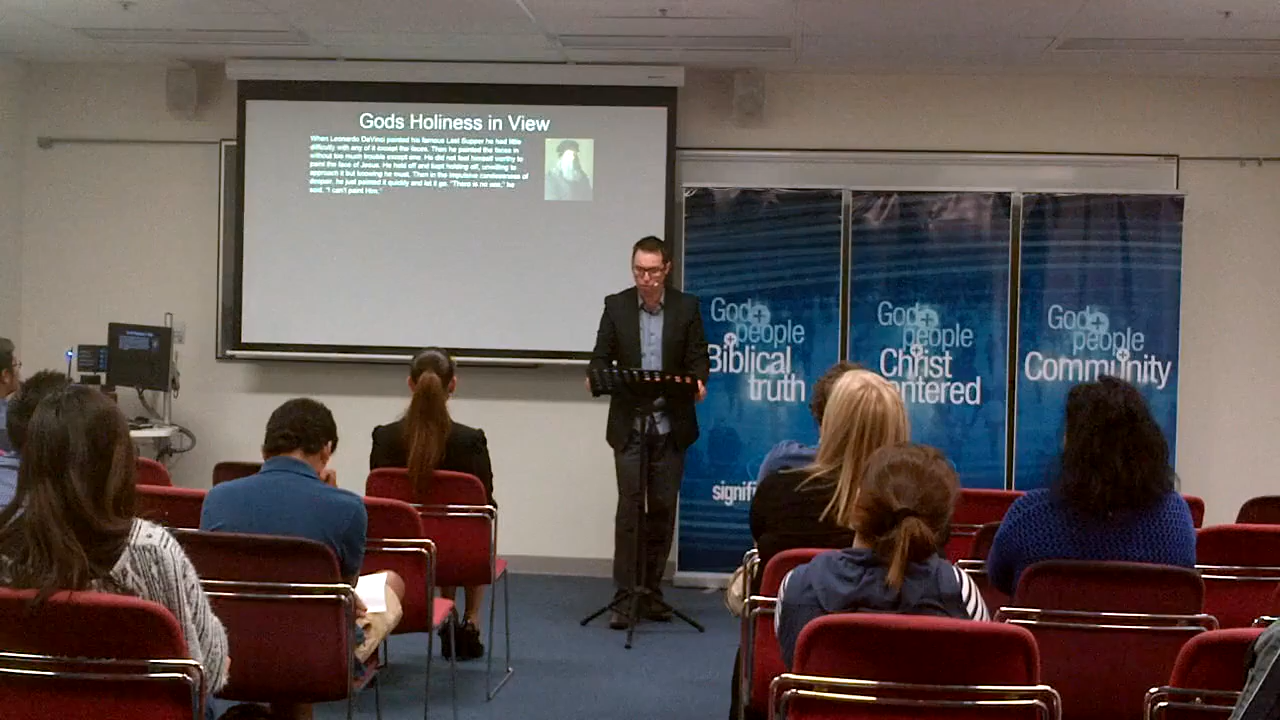 Gods Holiness in View
When Leonardo DaVinci painted his famous Last Supper he had little
difficulty with any of it except the faces. Then he painted the faces in
without too much trouble except one. He did not feel himself worthy to
paint the face of Jesus. He held off and kept holding off, unwilling to
approach it but knowing he must. Then in the impulsive carelessness of
despair, he just painted it quickly and let it go. "There is no use," he
said. "I can't paint Him."
God+
people
+
Biblical
truth
signifi
God+
people
+
Christ
entered
God+
people
+
Community